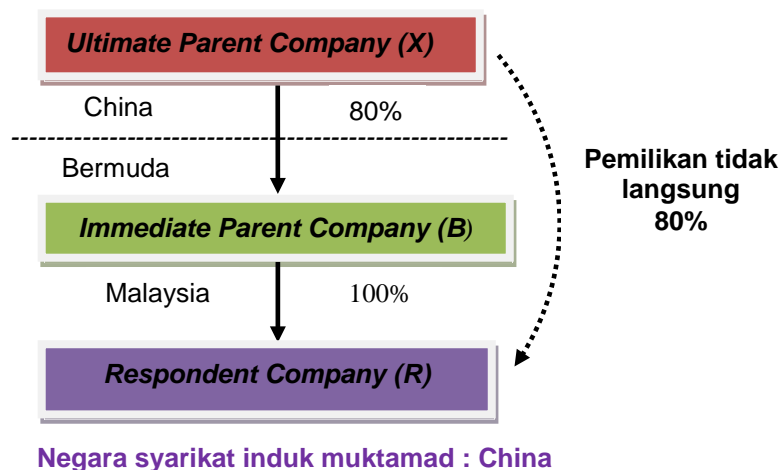 Ultimate Parent Company (X)
China 80%
Bermuda
Pemilikan tidak
langsung
80%
Immediate Parent Company (B)
Malaysia 100%
Respondent Company (R)
Negara syarikat induk muktamad : China